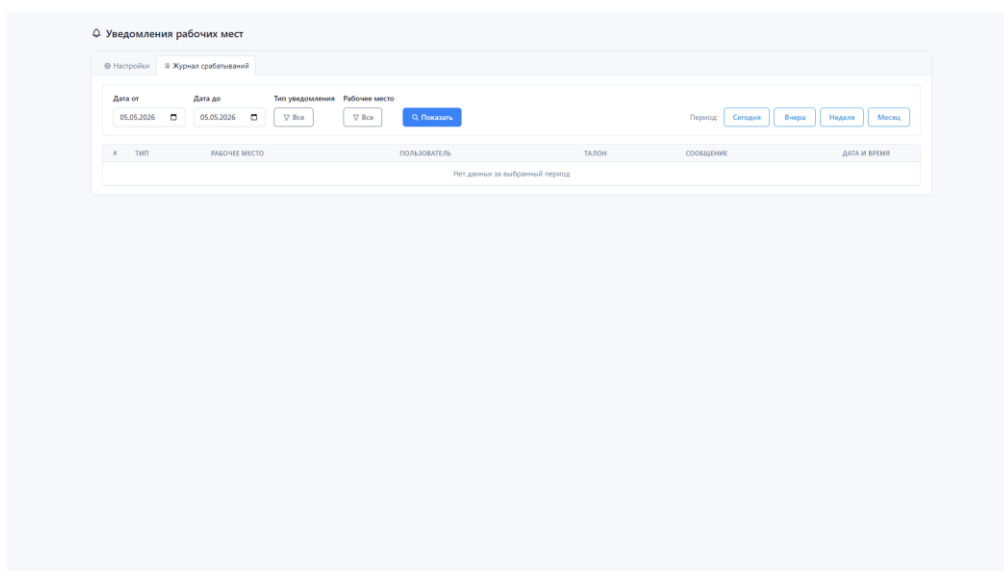 Уведомления рабочих мест
Настройки Журнал срабатываний
Дата от Дата до Тип уведомления Рабочее место
05.05.2026 05.05.2026 Все Все Показать Период: Сегодня Вчера Неделя Месяц
# ТИП РАБОЧЕЕ МЕСТО ПОЛЬЗОВАТЕЛЬ ТАЛОН СООБЩЕНИЕ ДАТА И ВРЕМЯ
Нет данных за выбранный период